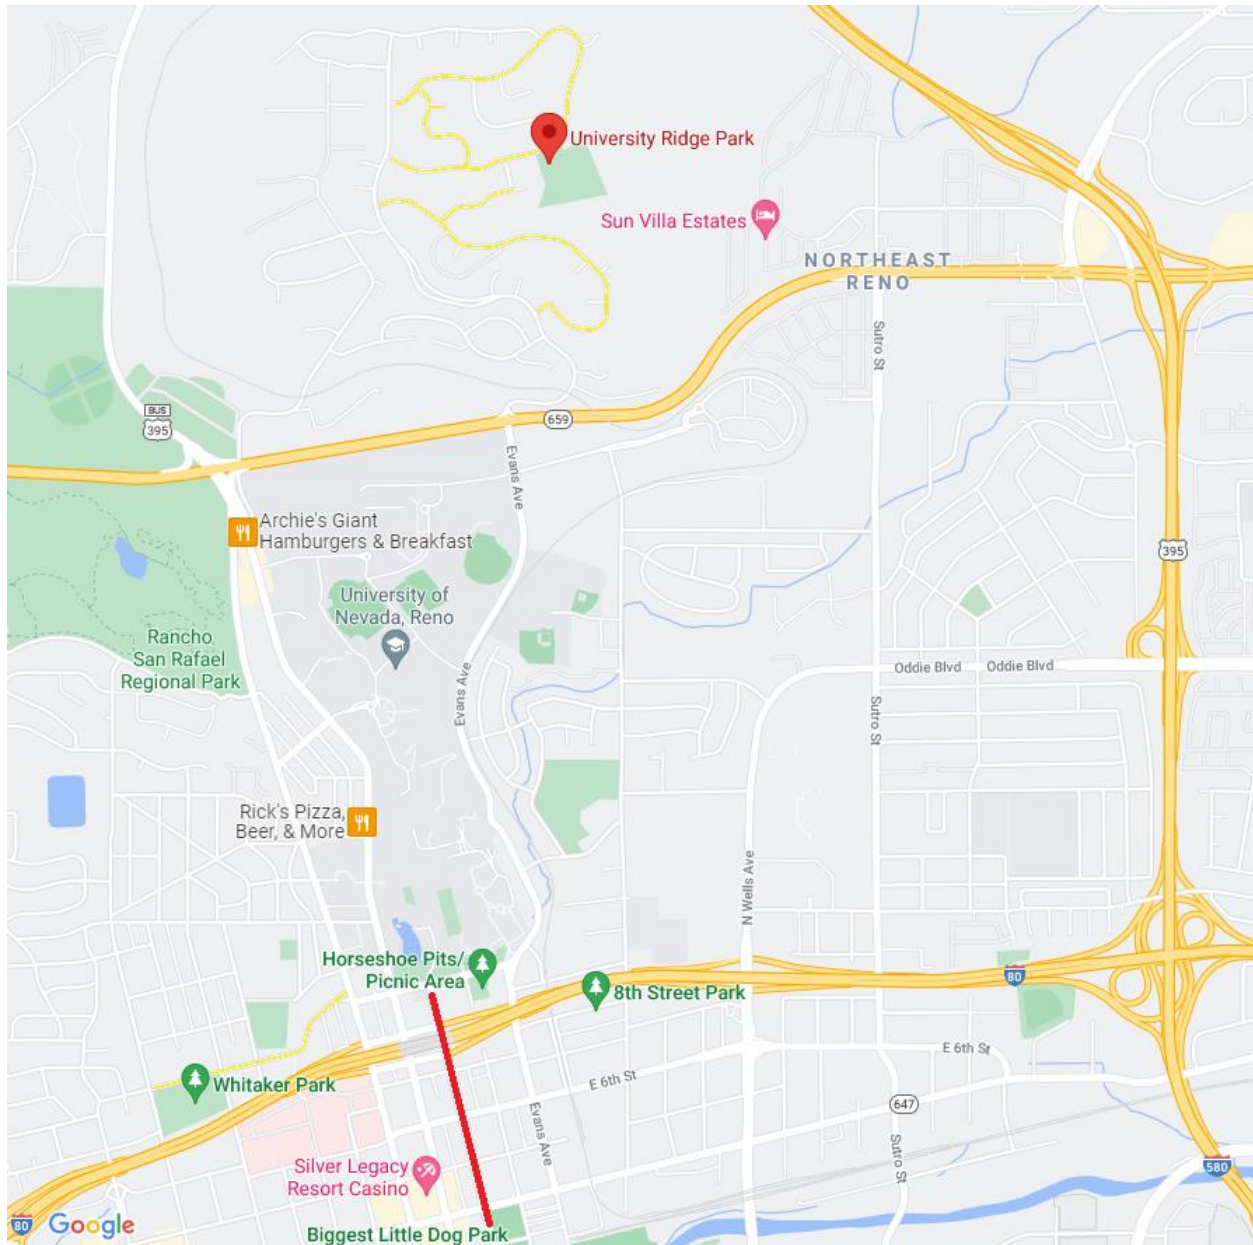 University Ridge Park
Sun Villa Estates
NORTHEAST
RENO
Sutro St
BUS
395
659
Evans Ave
Archie's Giant
Hamburgers & Breakfast
395
University of
Nevada, Reno
Rancho
San Rafael
Regional Park
Oddie Blvd
Oddie Blvd
Evans Ave
Sutro St
Rick's Pizza,
Beer, & More
N Wells Ave
Horseshoe Pits/
Picnic Area
8th Street Park
80
E 6th St
Whitaker Park
E 6th St
647
Evans Ave
Sutro St
Silver Legacy
Resort Casino
580
80
Google
Biggest Little Dog Park